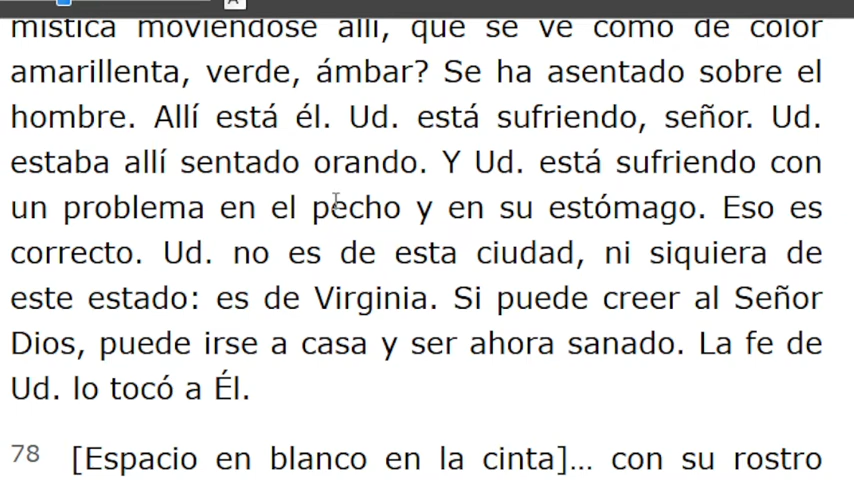 mística moviéndose allí, que se ve como de color
amarillenta, verde, ámbar? Se ha asentado sobre el
hombre. Allí está él. Ud. está sufriendo, señor. Ud.
estaba allí sentado orando. Y Ud. está sufriendo con
un problema en el pecho y en su estómago. Eso es
correcto. Ud. no es de esta ciudad, ni siquiera de
este estado: es de Virginia. Si puede creer al Señor
Dios, puede irse a casa y ser ahora sanado. La fe de
Ud. lo tocó a Él.
78 [Espacio en blanco en la cinta]… con su rostro